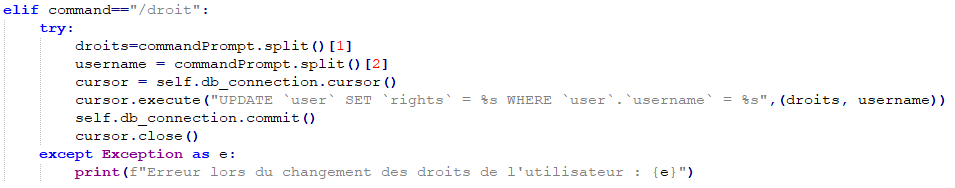 elif command=="/droit":
try:
droits=commandPrompt.split()[1]
username = commandPrompt.split()[2]
cursor = self.db_connection.cursor()
cursor.execute("UPDATE `user` SET `rights` = %s WHERE `user`.`username` = %s",(droits, username))
self.db_connection.commit()
cursor.close()
except Exception as e:
print(f"Erreur lors du changement des droits de l'utilisateur : {e}")